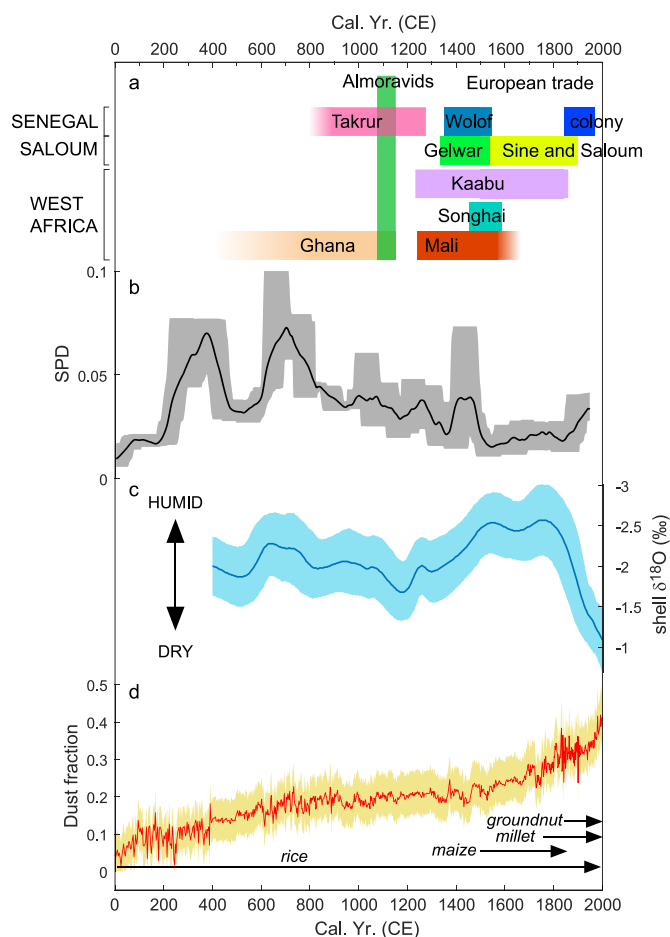 Cal. Yr. (CE)
0 200 400 600 800 1000 1200 1400 1600 1800 2000
a
Almoravids European trade
SENEGAL Takrur Wolof colony
SALOUM Gelwar Sine and Saloum
WEST
AFRICA
Kaabu
Songhai
Ghana Mali
b
0.1
0.05
0
SPD
c
HUMID
DRY
-3
-2.5
-2
-1.5
-1
shell δ18O (‰)
d
0.5
0.4
0.3
0.2
0.1
0
Dust fraction
groundnut
millet
maize
rice
0 200 400 600 800 1000 1200 1400 1600 1800 2000
Cal. Yr. (CE)